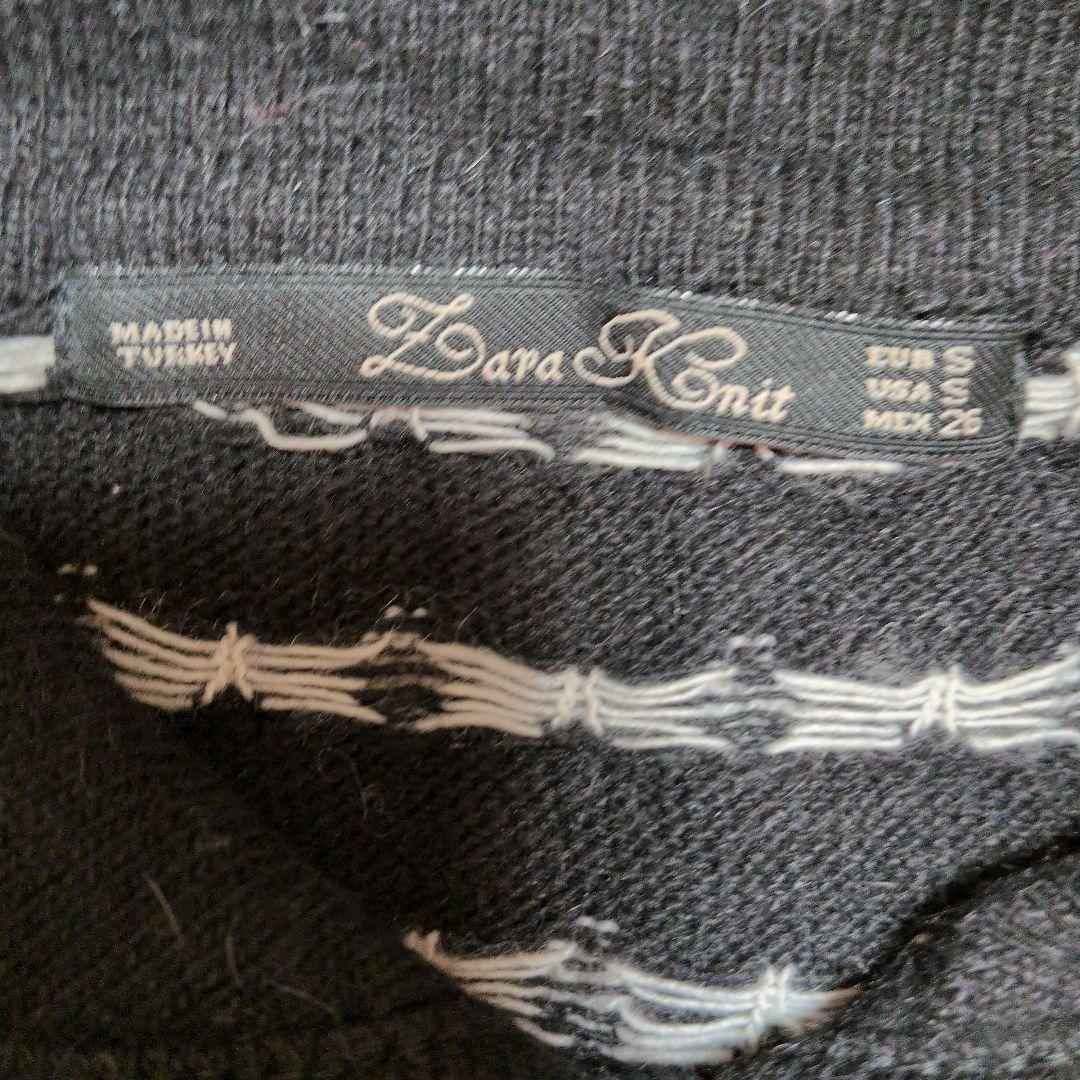 MADE IN
TURKEY
Zara Knit
EUR S
USA S
MEX 26